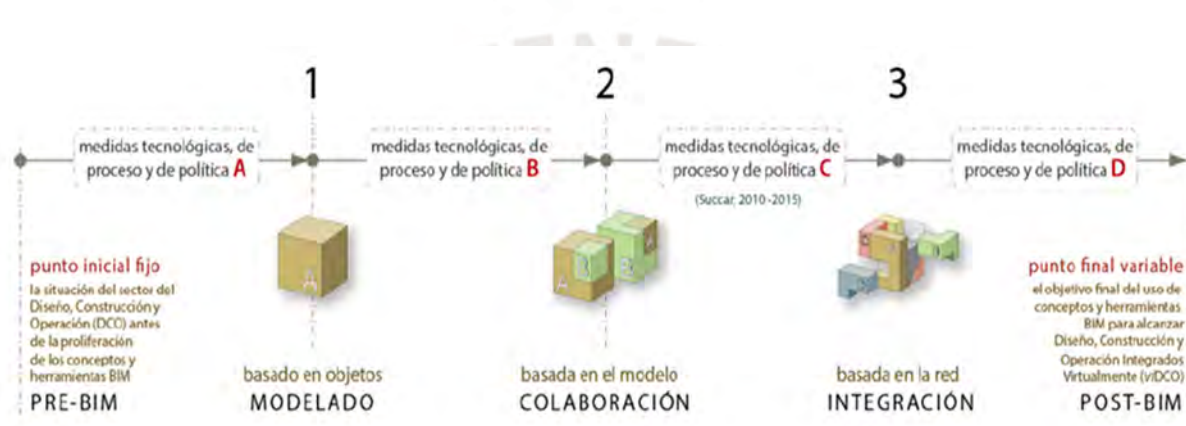 1
2
3
medidas tecnológicas, de
proceso y de política A
medidas tecnológicas, de
proceso y de política B
medidas tecnológicas, de
proceso y de política C
(Succar, 2010-2015)
medidas tecnológicas, de
proceso y de política D
punto inicial fijo
la situación del sector del
Diseño, Construcción y
Operación (DCO) antes
de la proliferación
de los conceptos y
herramientas BIM
PRE-BIM
A
basado en objetos
MODELADO
A
B
A
basada en el modelo
COLABORACIÓN
basada en la red
INTEGRACIÓN
punto final variable
el objetivo final del uso de
conceptos y herramientas
BIM para alcanzar
Diseño, Construcción y
Operación Integrados
Virtualmente (viDCO)
POST-BIM